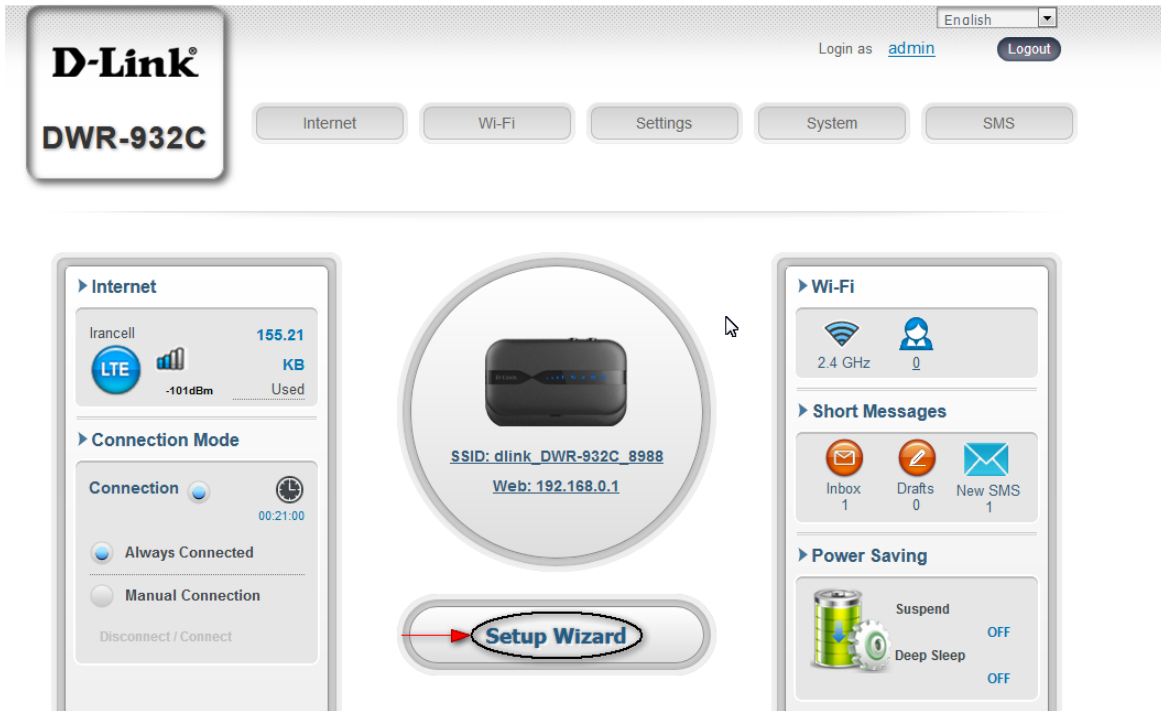 English
Login as admin Logout
D-Link®
DWR-932C
Internet Wi-Fi Settings System SMS
Internet
Irancell
155.21
KB
Used
LTE
-101dBm
Connection Mode
Connection
00:21:00
Always Connected
Manual Connection
Disconnect / Connect
D-Link
SSID: dlink_DWR-932C_8988
Web: 192.168.0.1
Setup Wizard
Wi-Fi
2.4 GHz 0
Short Messages
Inbox Drafts New SMS
1 0 1
Power Saving
Suspend
OFF
Deep Sleep
OFF